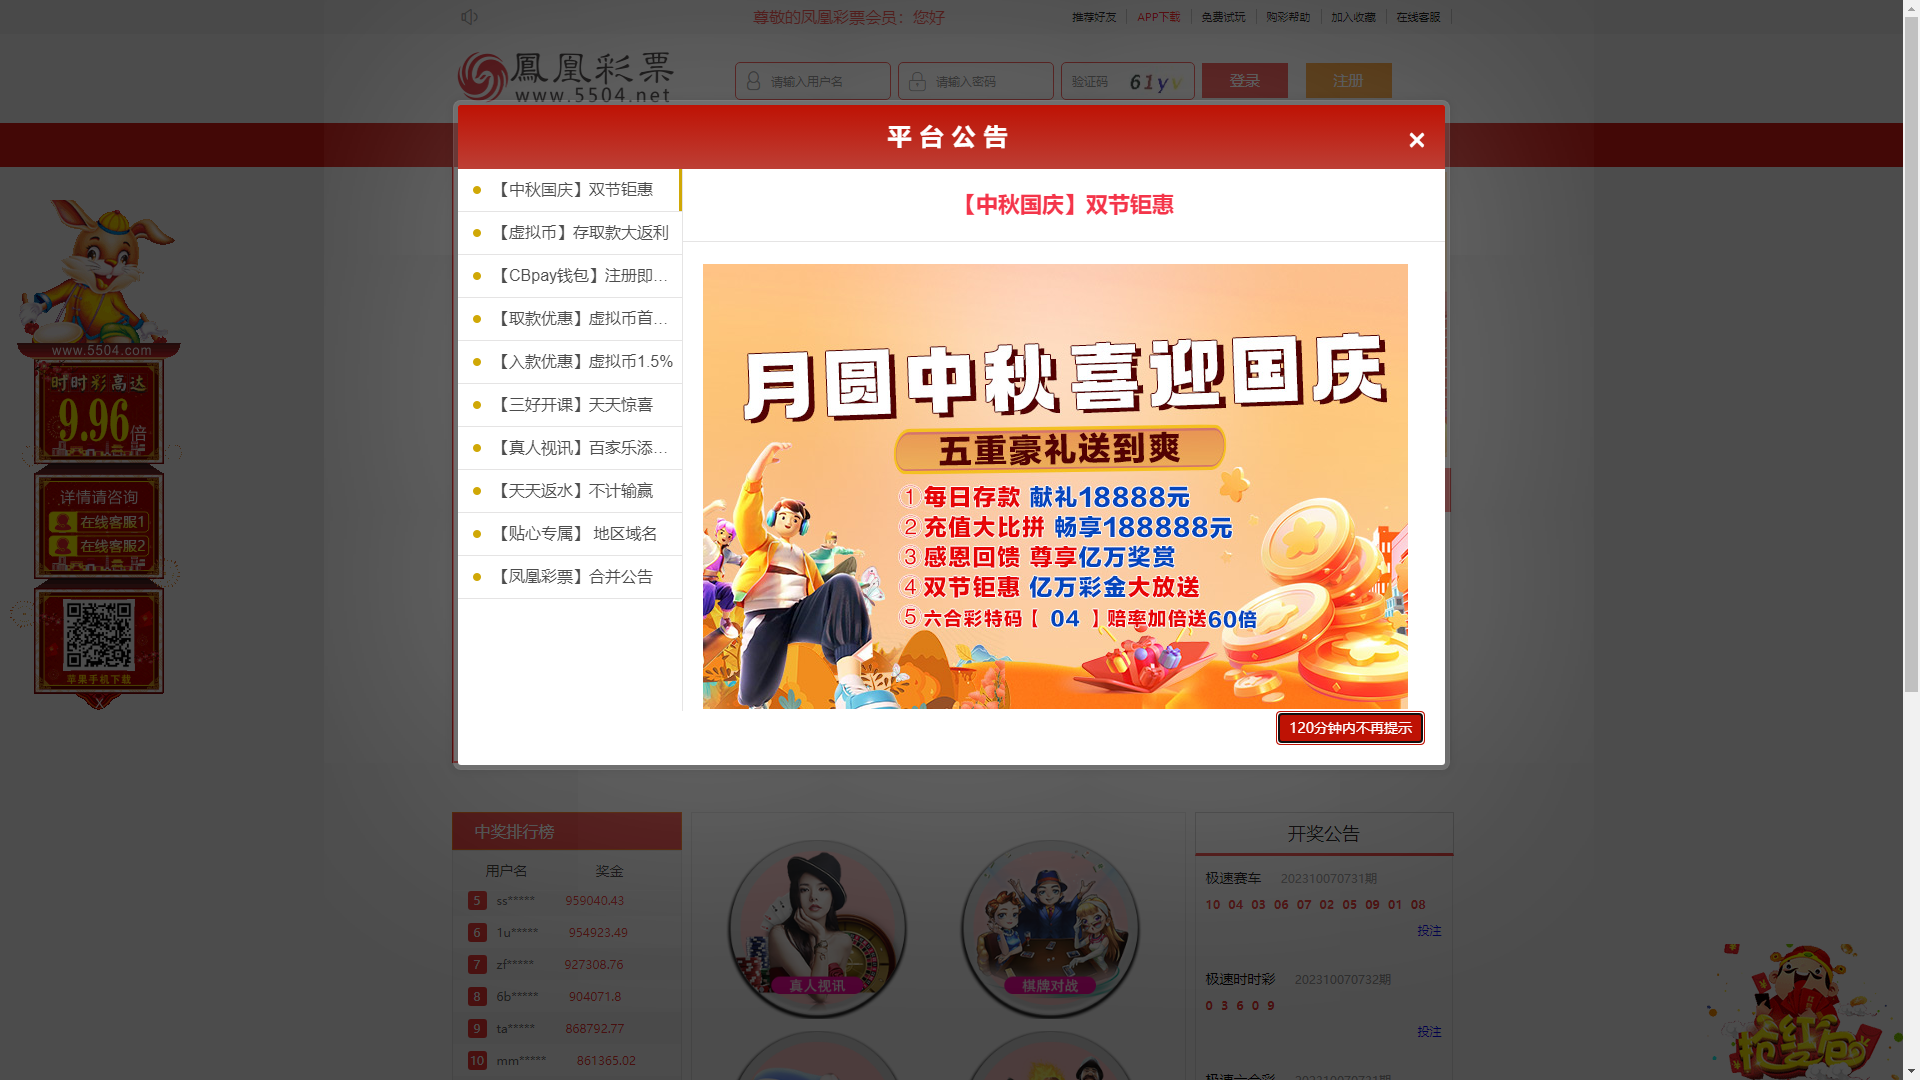 尊敬的凤凰彩票会员：您好
推荐好友
APP下载
免费试玩
购彩帮助
加入收藏
在线客服
鳳凰彩票
www.5504.net
请输入用户名
请输入密码
验证码
61yv
登录
注册
平台公告
×
【中秋国庆】双节钜惠
【虚拟币】存取款大返利
【CBpay钱包】注册即...
【取款优惠】虚拟币首...
【入款优惠】虚拟币1.5%
【三好开课】天天惊喜
【真人视讯】百家乐添...
【天天返水】不计输赢
【贴心专属】 地区域名
【凤凰彩票】合并公告
【中秋国庆】双节钜惠
月圆中秋喜迎国庆
五重豪礼送到爽
①每日存款 献礼18888元
②充值大比拼 畅享188888元
③感恩回馈 尊享亿万奖赏
④双节钜惠 亿万彩金大放送
⑤六合彩特码【 04 】赔率加倍送60倍
120分钟内不再提示
www.5504.com
时时彩高达
9.96倍
详情请咨询
在线客服1
在线客服2
苹果手机下载
X
中奖排行榜
用户名 奖金
5 ss***** 959040.43
6 1u***** 954923.49
7 zf***** 927308.76
8 6b***** 904071.8
9 ta***** 868792.77
10 mm***** 861365.02
真人视讯
棋牌对战
开奖公告
极速赛车 202310070731期
10 04 03 06 07 02 05 09 01 08
投注
极速时时彩 202310070732期
0 3 6 0 9
投注
极速六合彩 202310070731期
抢红包